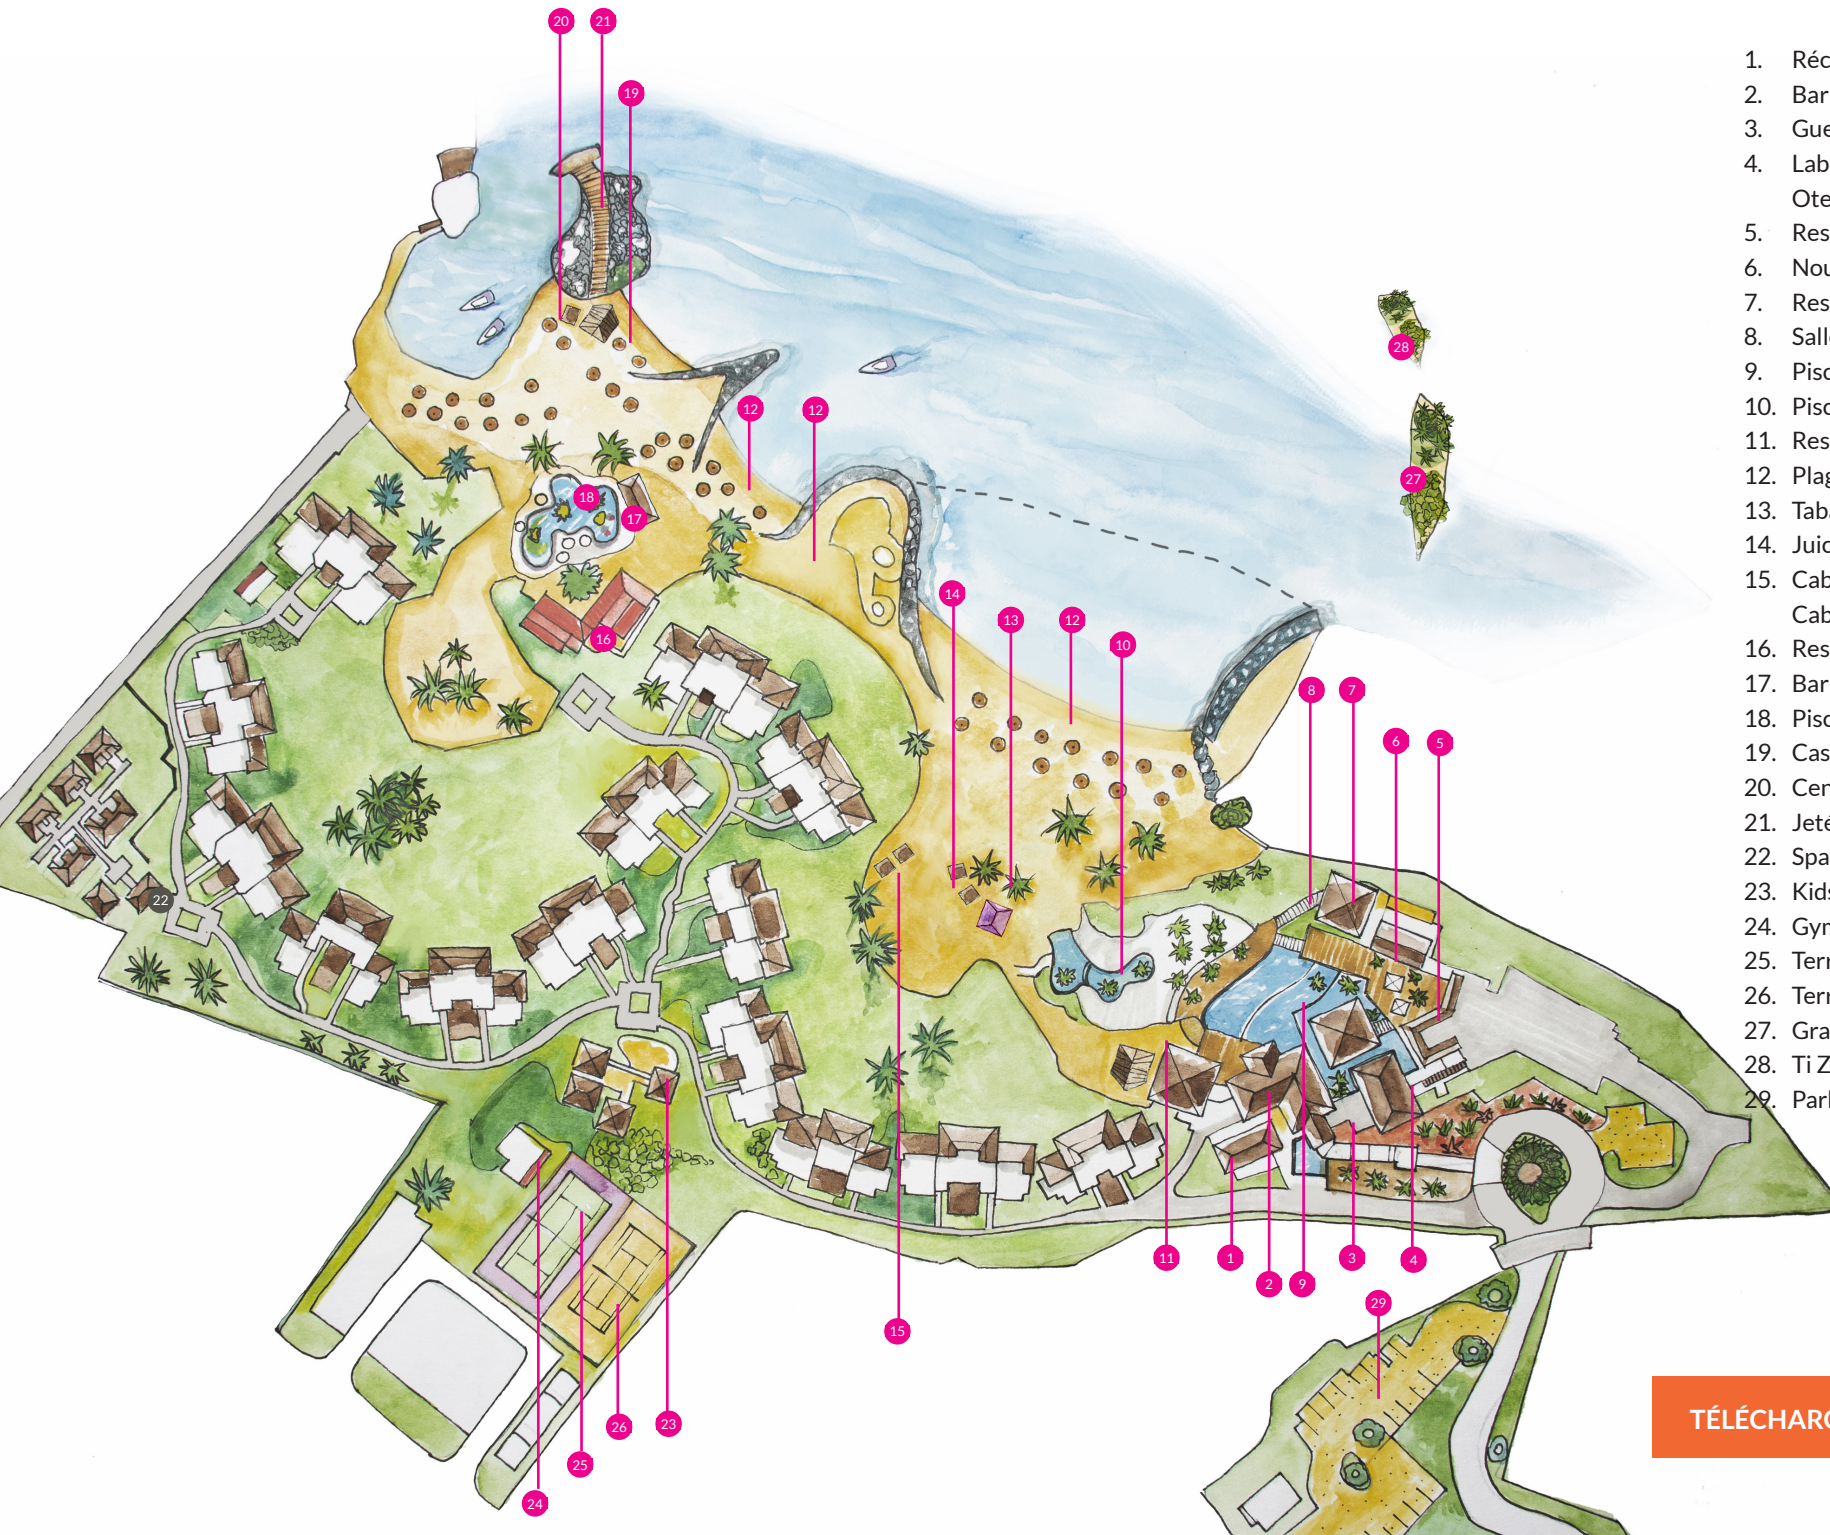 20
21
19
12
12
28
27
18
17
14
13
12
10
16
8
7
6
5
22
11
1
2
9
3
4
29
15
26
23
25
24
1. Réc
2. Bar
3. Gue
4. Lab
Ote
5. Res
6. Nou
7. Res
8. Sall
9. Pisc
10. Pisc
11. Res
12. Plag
13. Tab
14. Juic
15. Cab
Cab
16. Res
17. Bar
18. Pisc
19. Cas
20. Cen
21. Jeté
22. Spa
23. Kids
24. Gym
25. Terr
26. Terr
27. Gra
28. Ti Z
29. Park
TÉLÉCHARG